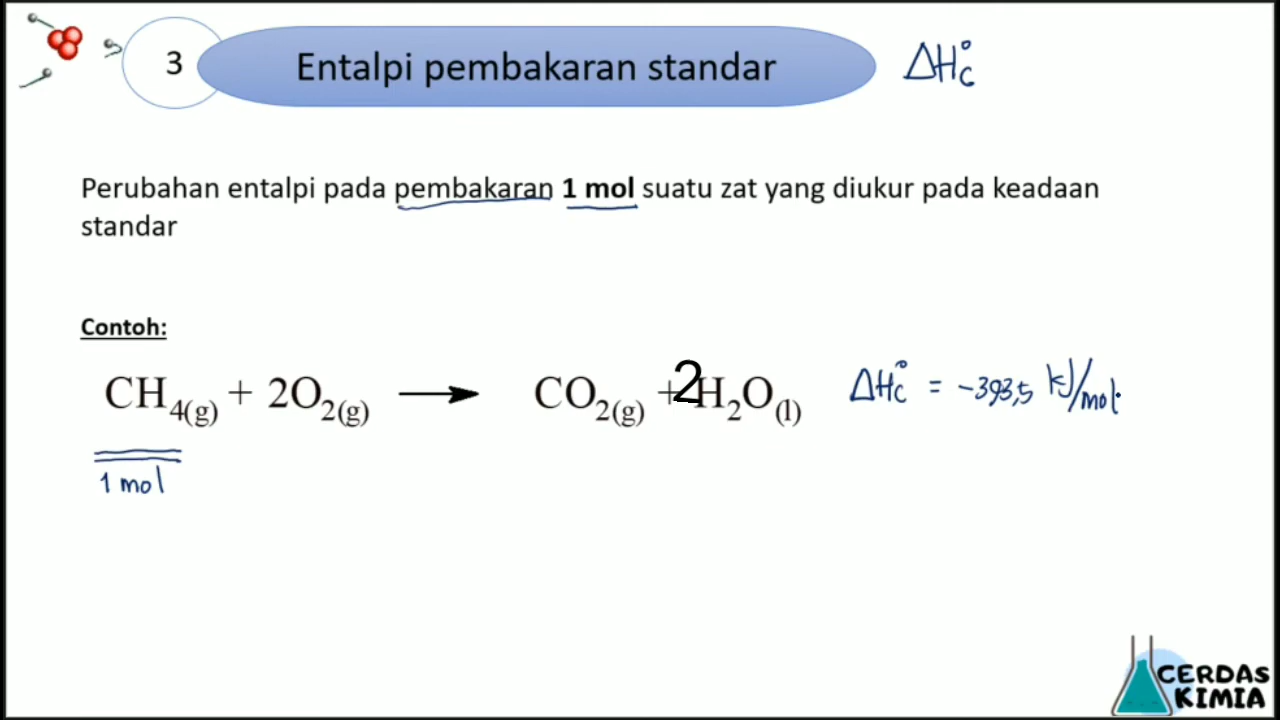 3 Entalpi pembakaran standar ΔH°c
Perubahan entalpi pada pembakaran 1 mol suatu zat yang diukur pada keadaan
standar
Contoh:
CH₄(g) + 2O₂(g) ⟶ CO₂(g) + 2H₂O(l) ΔH°c = -393,5 kJ/mol.
1 mol
CERDAS
KIMIA